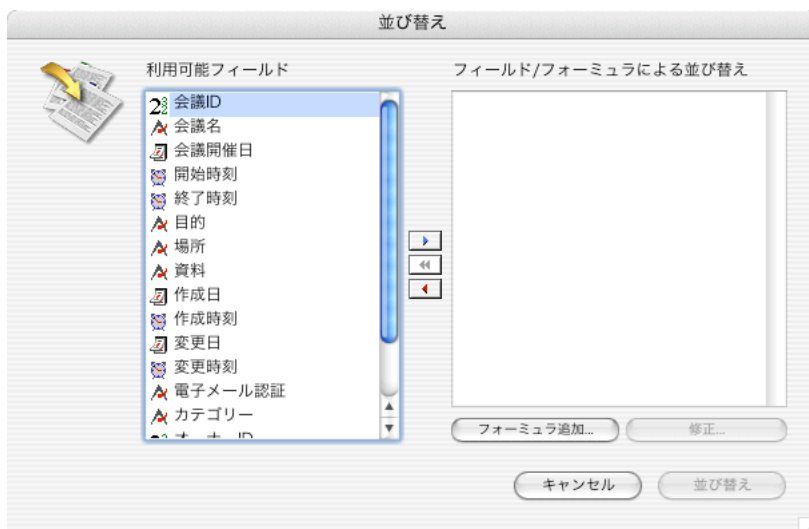 並び替え
利用可能フィールド
フィールド/フォーミュラによる並び替え
会議ID
会議名
会議開催日
開始時刻
終了時刻
目的
場所
資料
作成日
作成時刻
変更日
変更時刻
電子メール認証
カテゴリー
フォーミュラ追加...
修正...
キャンセル
並び替え